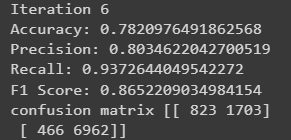 Iteration 6
Accuracy: 0.7820976491862568
Precision: 0.8034622042700519
Recall: 0.9372644049542272
F1 Score: 0.8652209034984154
confusion matrix [[ 823 1703]
 [ 466 6962]]